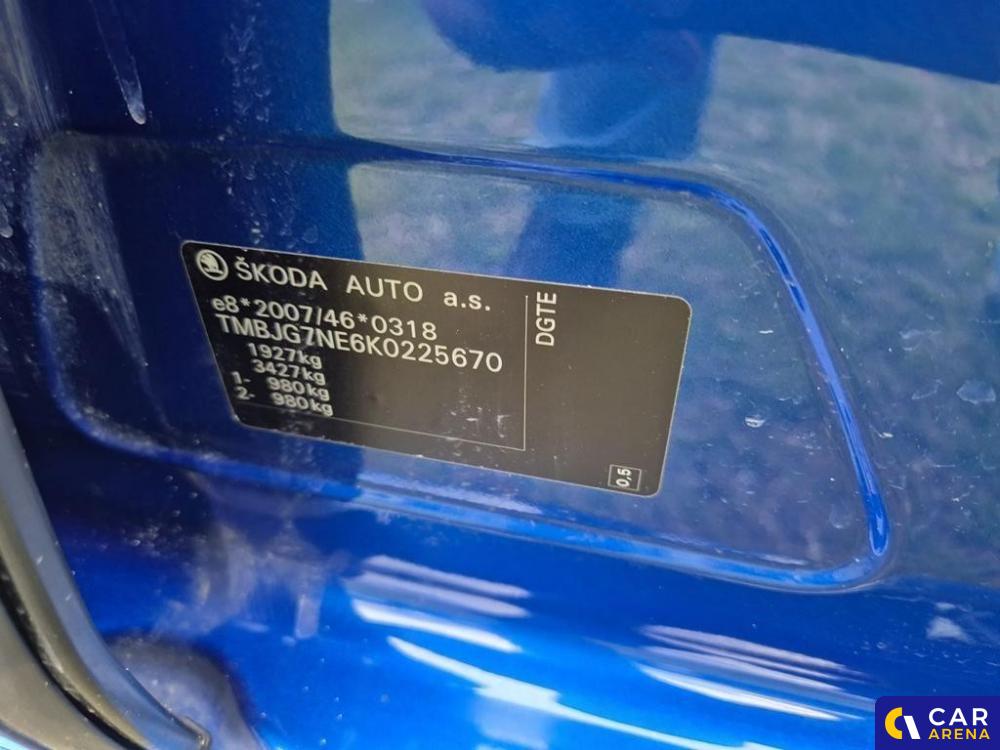 ŠKODA AUTO a.s.
e8*2007/46*0318
TMBJG7NE6K0225670
1927kg
3427kg
1- 980kg
2- 980kg
DGTE
0,5
CAR
ARENA